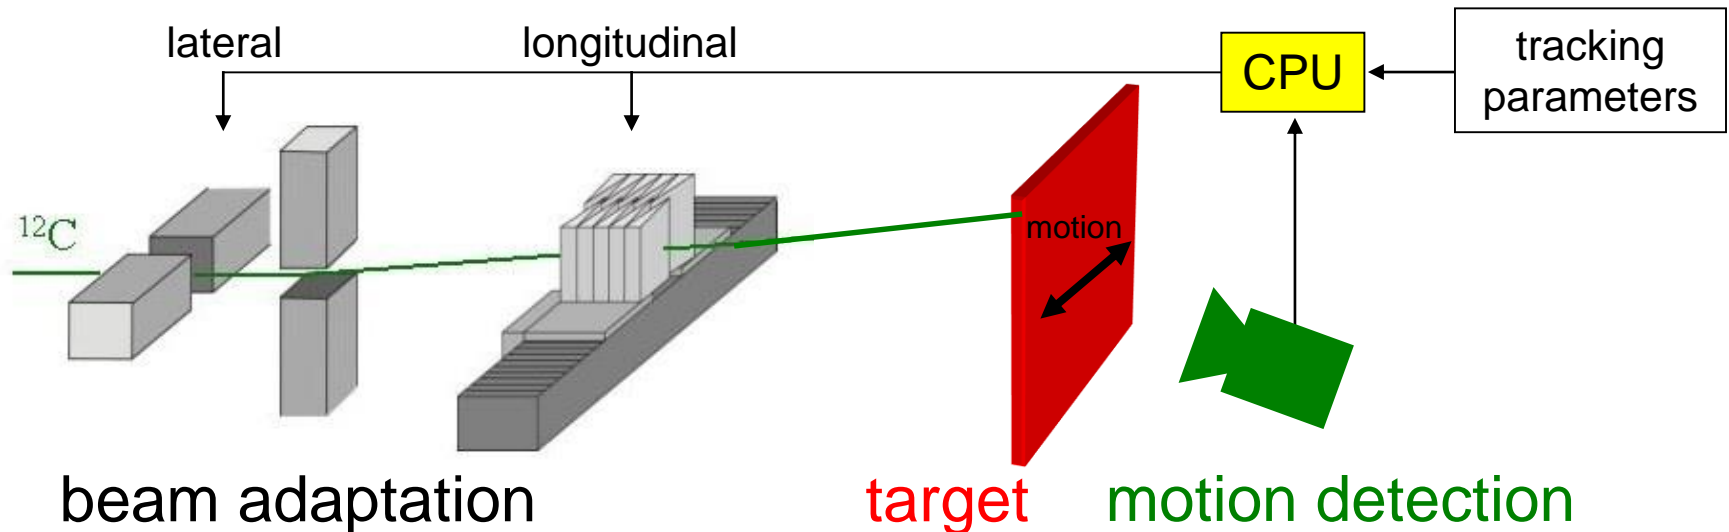 lateral
longitudinal
CPU
tracking
parameters
¹²C
motion
beam adaptation
target
motion detection